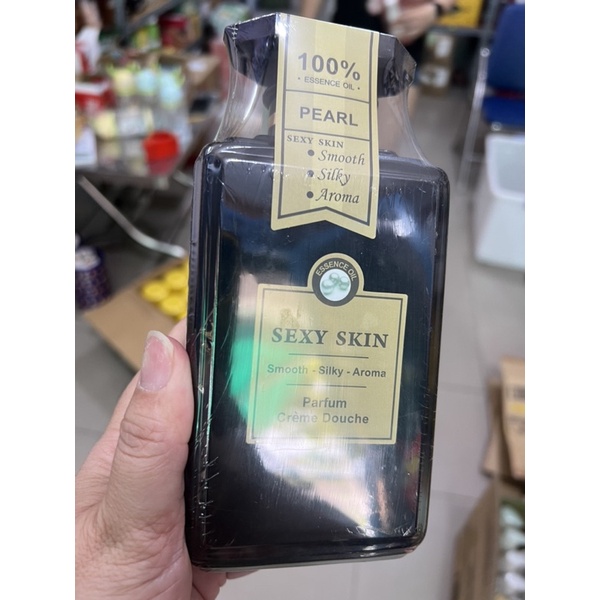 100%
• ESSENCE OIL •
PEARL
SEXY SKIN
• Smooth
• Silky
• Aroma
ESSENCE OIL
SEXY SKIN
Smooth - Silky - Aroma
Parfum
Crème Douche